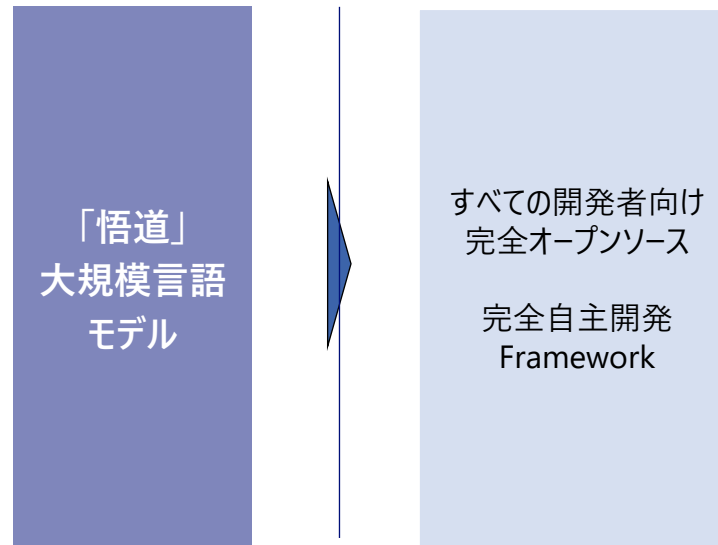 「悟道」
大規模言語
モデル
すべての開発者向け
完全オープンソース
完全自主開発
Framework